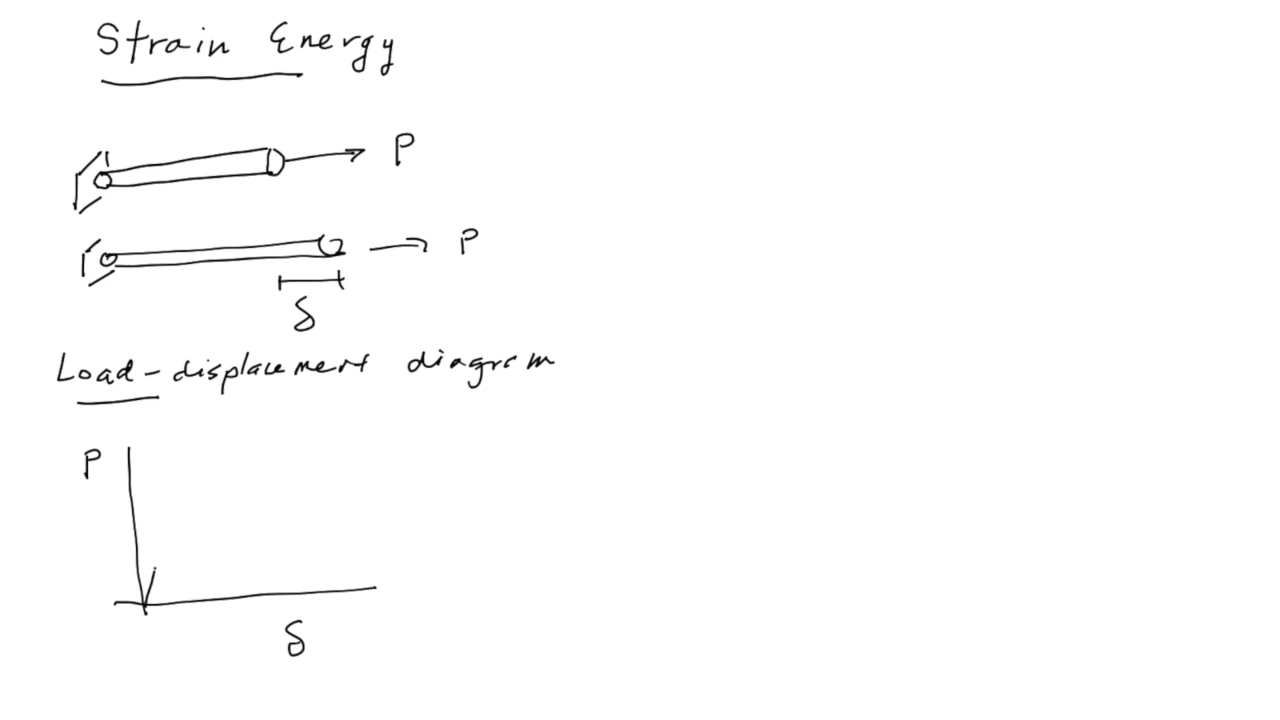 Strain Energy
P
P
δ
Load-displacement diagram
P
δ